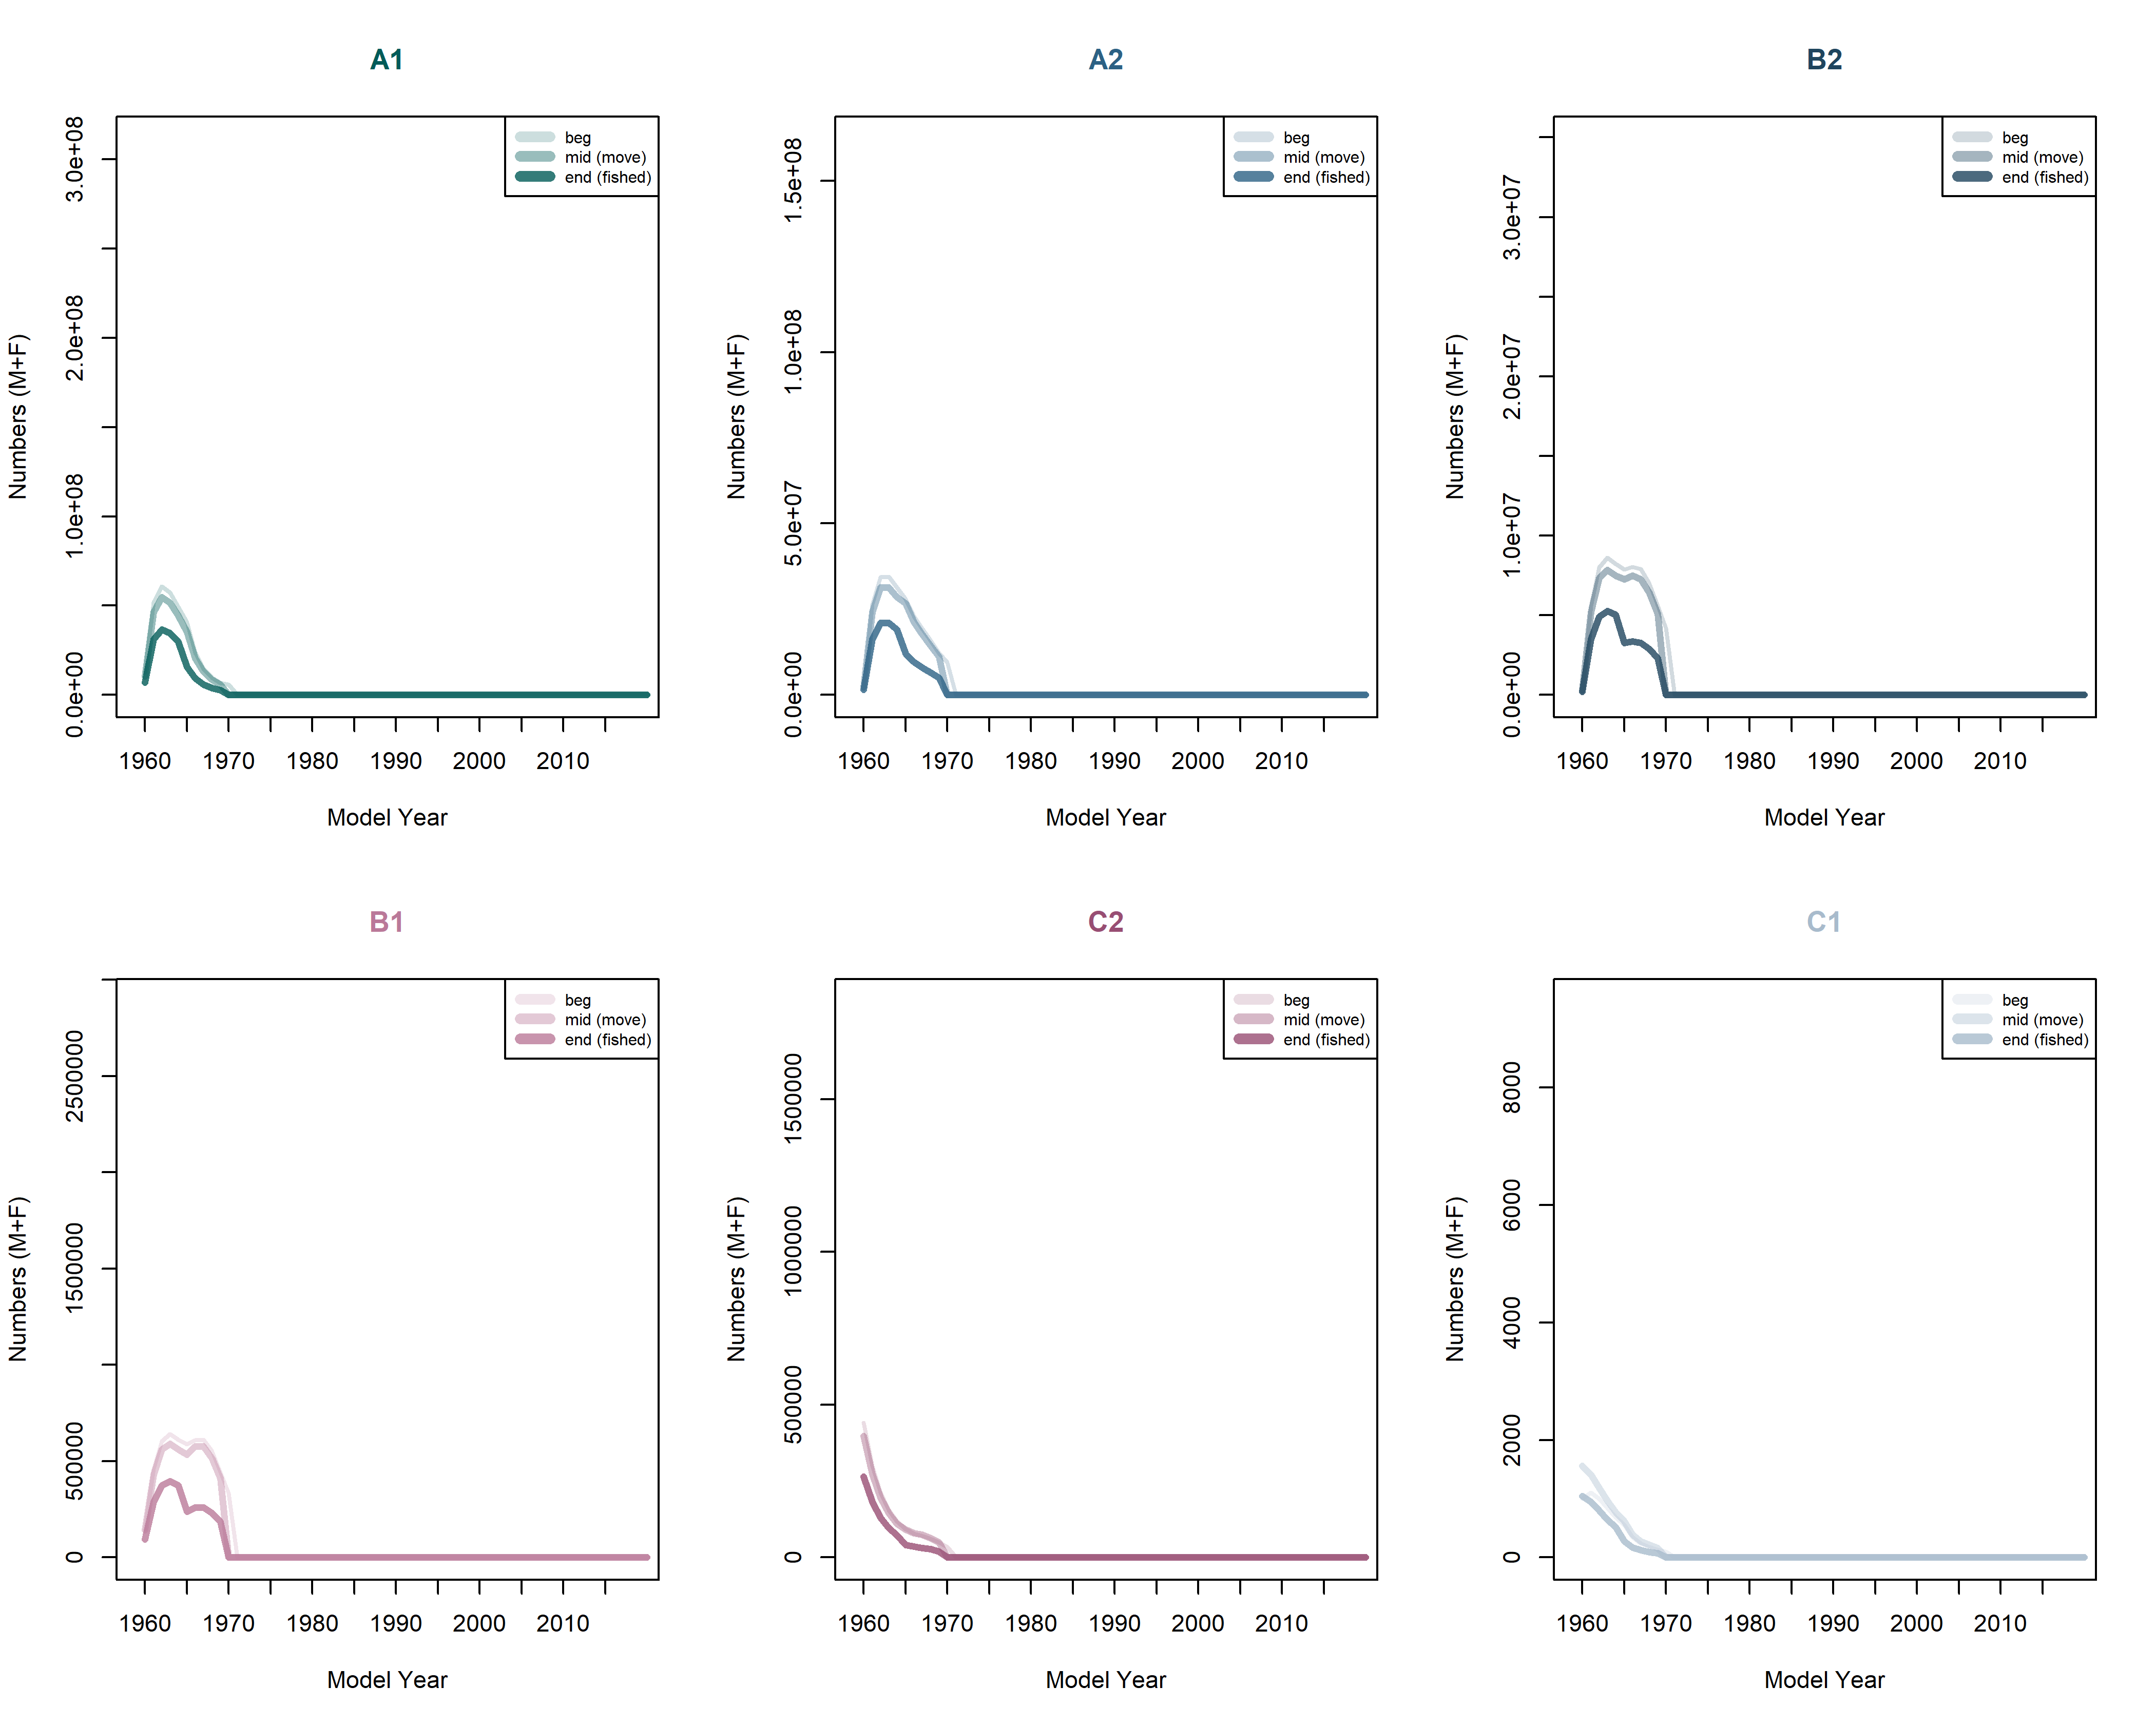 A1
3.0e+08
2.0e+08
1.0e+08
0.0e+00
Numbers (M+F)
beg
mid (move)
end (fished)
1960 1970 1980 1990 2000 2010
Model Year
A2
1.5e+08
1.0e+08
5.0e+07
0.0e+00
Numbers (M+F)
beg
mid (move)
end (fished)
1960 1970 1980 1990 2000 2010
Model Year
B2
3.0e+07
2.0e+07
1.0e+07
0.0e+00
Numbers (M+F)
beg
mid (move)
end (fished)
1960 1970 1980 1990 2000 2010
Model Year
B1
2500000
1500000
500000
0
Numbers (M+F)
beg
mid (move)
end (fished)
1960 1970 1980 1990 2000 2010
Model Year
C2
1500000
1000000
500000
0
Numbers (M+F)
beg
mid (move)
end (fished)
1960 1970 1980 1990 2000 2010
Model Year
C1
8000
6000
4000
2000
0
Numbers (M+F)
beg
mid (move)
end (fished)
1960 1970 1980 1990 2000 2010
Model Year